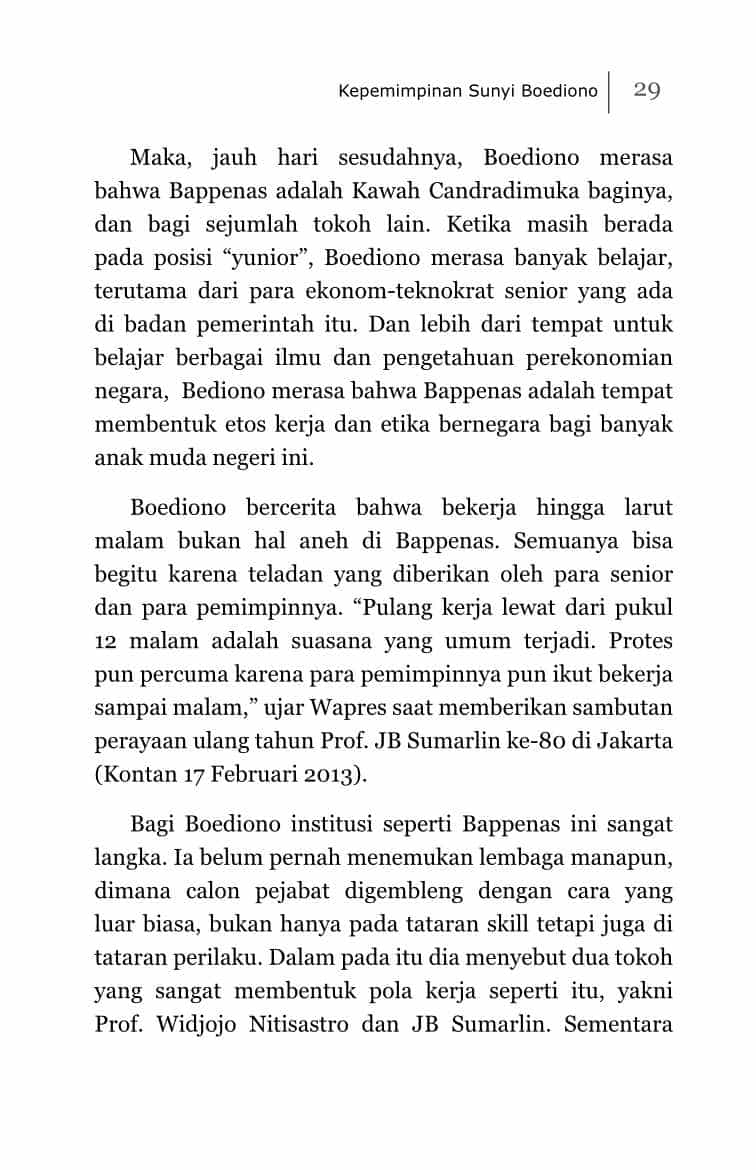 Kepemimpinan Sunyi Boediono 29
Maka, jauh hari sesudahnya, Boediono merasa
bahwa Bappenas adalah Kawah Candradimuka baginya,
dan bagi sejumlah tokoh lain. Ketika masih berada
pada posisi “yunior”, Boediono merasa banyak belajar,
terutama dari para ekonom-teknokrat senior yang ada
di badan pemerintah itu. Dan lebih dari tempat untuk
belajar berbagai ilmu dan pengetahuan perekonomian
negara,  Bediono merasa bahwa Bappenas adalah tempat
membentuk etos kerja dan etika bernegara bagi banyak
anak muda negeri ini.
Boediono bercerita bahwa bekerja hingga larut
malam bukan hal aneh di Bappenas. Semuanya bisa
begitu karena teladan yang diberikan oleh para senior
dan para pemimpinnya. “Pulang kerja lewat dari pukul
12 malam adalah suasana yang umum terjadi. Protes
pun percuma karena para pemimpinnya pun ikut bekerja
sampai malam,” ujar Wapres saat memberikan sambutan
perayaan ulang tahun Prof. JB Sumarlin ke-80 di Jakarta
(Kontan 17 Februari 2013).
Bagi Boediono institusi seperti Bappenas ini sangat
langka. Ia belum pernah menemukan lembaga manapun,
dimana calon pejabat digembleng dengan cara yang
luar biasa, bukan hanya pada tataran skill tetapi juga di
tataran perilaku. Dalam pada itu dia menyebut dua tokoh
yang sangat membentuk pola kerja seperti itu, yakni
Prof. Widjojo Nitisastro dan JB Sumarlin. Sementara